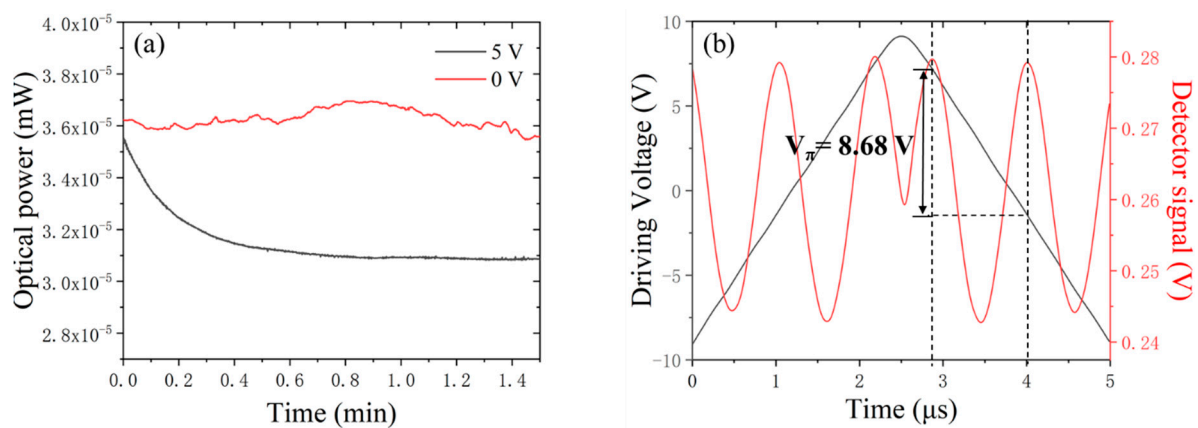 (a)
5 V
0 V
Optical power (mW)
4.0x10⁻⁵
3.8x10⁻⁵
3.6x10⁻⁵
3.4x10⁻⁵
3.2x10⁻⁵
3.0x10⁻⁵
2.8x10⁻⁵
0.0 0.2 0.4 0.6 0.8 1.0 1.2 1.4
Time (min)
(b)
Driving Voltage (V)
10
5
0
-5
-10
Vπ= 8.68 V
0.28
0.27
0.26
0.25
0.24
Detector signal (V)
0 1 2 3 4 5
Time (μs)